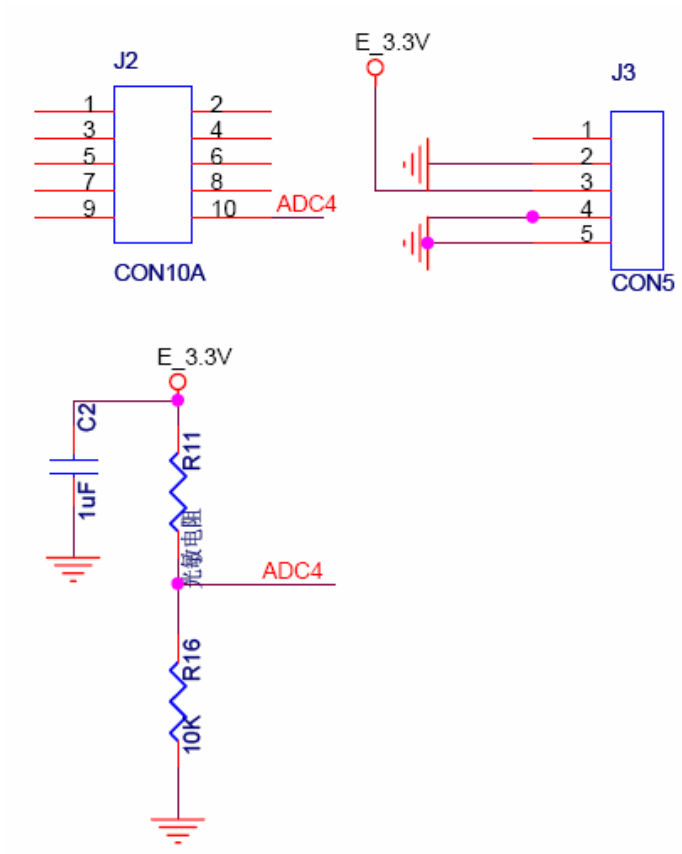 E_3.3V
J2
J3
1 2
3 4
5 6
7 8
9 10
ADC4
1
2
3
4
5
CON10A
CON5
E_3.3V
C2
1uF
R11
光敏电阻
ADC4
R16
10K